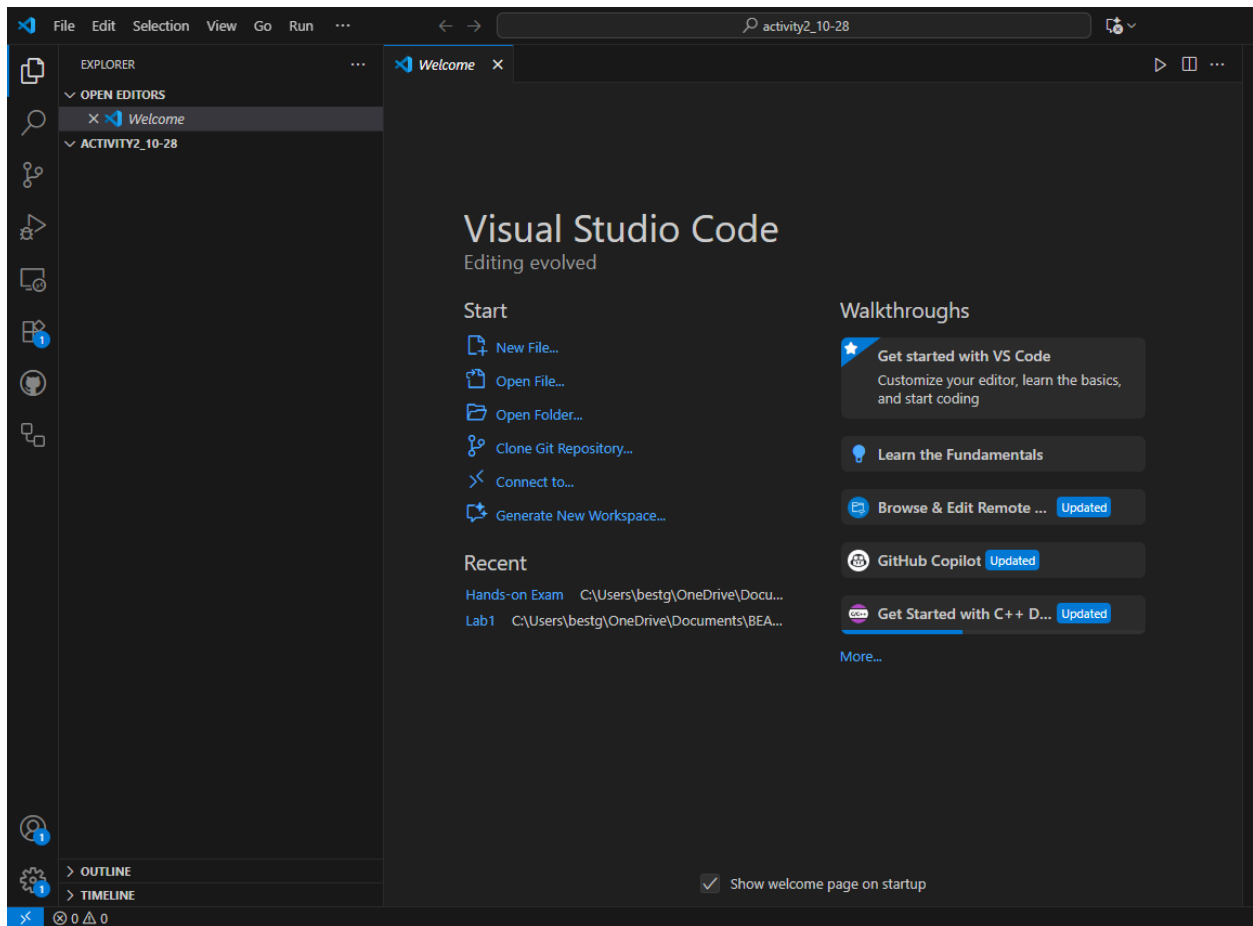 File Edit Selection View Go Run ···
activity2_10-28
EXPLORER ···
OPEN EDITORS
Welcome
ACTIVITY2_10-28
OUTLINE
TIMELINE
Welcome
Visual Studio Code
Editing evolved
Start
New File...
Open File...
Open Folder...
Clone Git Repository...
Connect to...
Generate New Workspace...
Recent
Hands-on Exam C:\Users\bestg\OneDrive\Docu...
Lab1 C:\Users\bestg\OneDrive\Documents\BEA...
Walkthroughs
Get started with VS Code
Customize your editor, learn the basics,
and start coding
Learn the Fundamentals
Browse & Edit Remote ... Updated
GitHub Copilot Updated
C/C++ Get Started with C++ D... Updated
More...
Show welcome page on startup
1
1
1
0 0